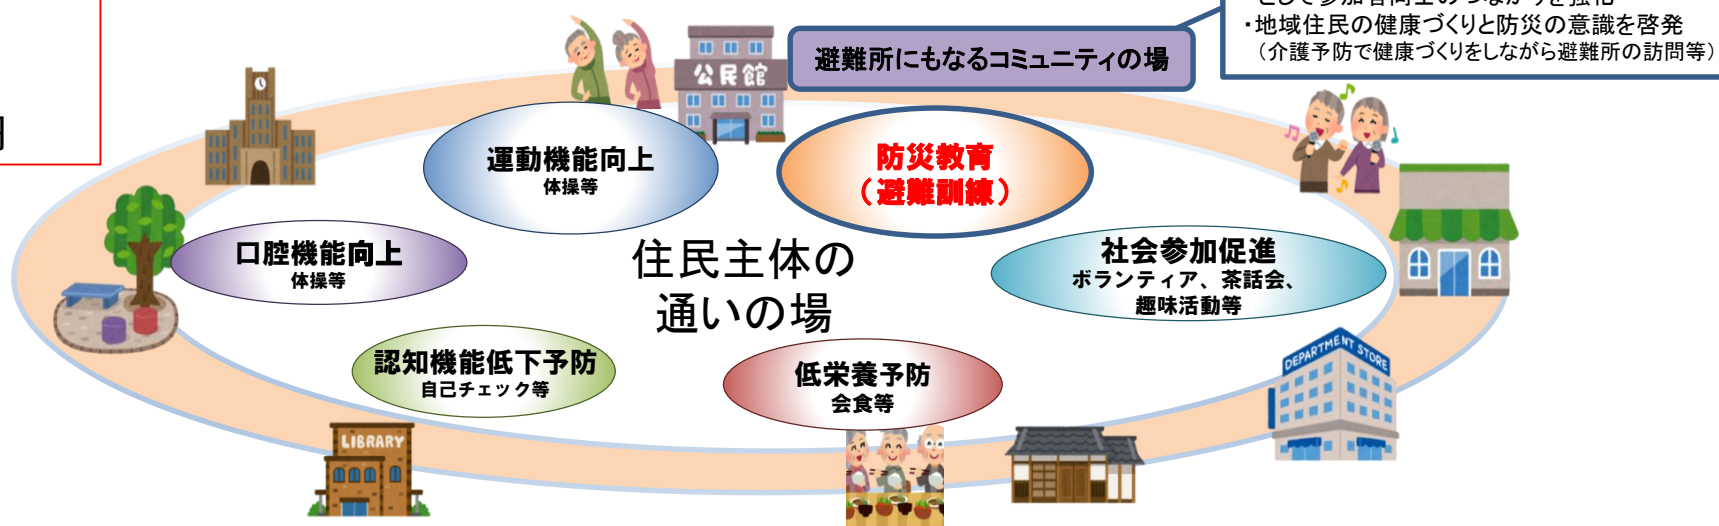 ・地域住民の健康づくりと防災の意識を啓発
（介護予防で健康づくりをしながら避難所の訪問等）
避難所にもなるコミュニティの場
公民館
運動機能向上
体操等
防災教育
（避難訓練）
口腔機能向上
体操等
住民主体の
通いの場
社会参加促進
ボランティア、茶話会、
趣味活動等
認知機能低下予防
自己チェック等
低栄養予防
会食等
DEPARTMENT STORE
LIBRARY